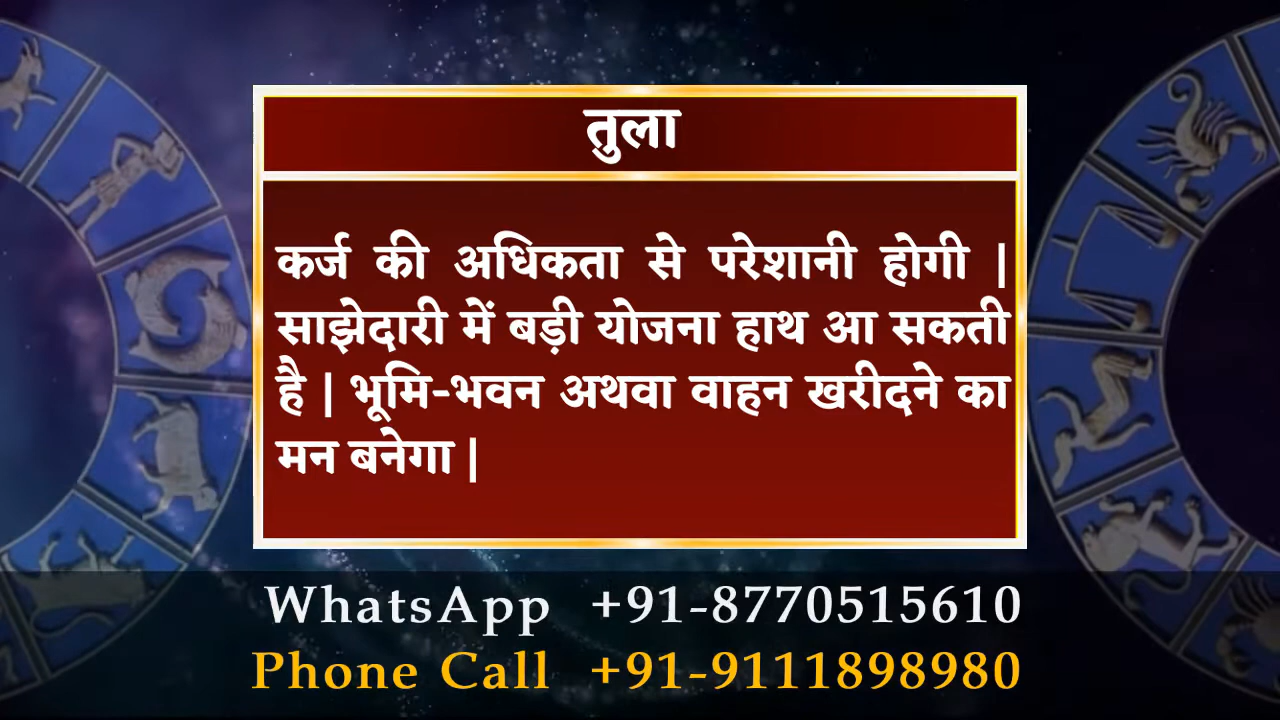 तुला
कर्ज की अधिकता से परेशानी होगी |
साझेदारी में बड़ी योजना हाथ आ सकती
है | भूमि-भवन अथवा वाहन खरीदने का
मन बनेगा |
WhatsApp +91-8770515610
Phone Call +91-9111898980